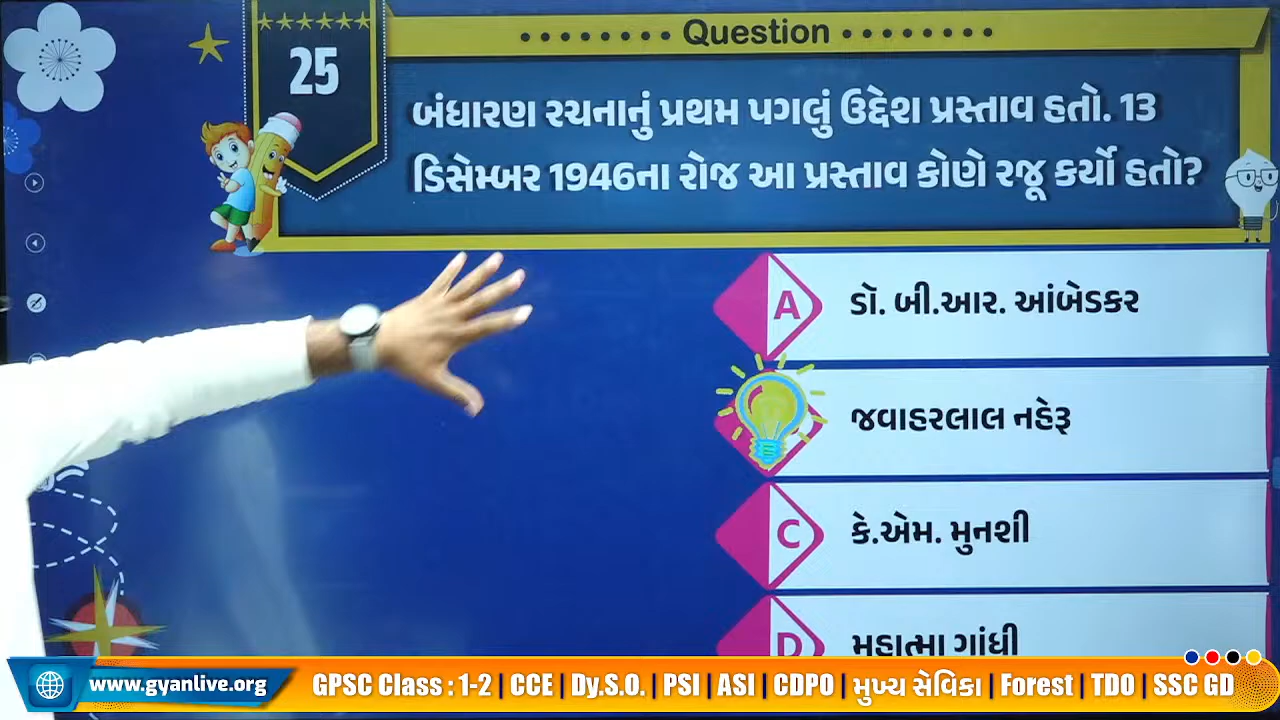 Question
25
બંધારણ રચનાનું પ્રથમ પગલું ઉદ્દેશ પ્રસ્તાવ હતો. 13
ડિસેમ્બર 1946ના રોજ આ પ્રસ્તાવ કોણે રજૂ કર્યો હતો?
A ડૉ. બી.આર. આંબેડકર
જવાહરલાલ નહેરૂ
C કે.એમ. મુનશી
D મહાત્મા ગાંધી
www.gyanlive.org
GPSC Class : 1-2 | CCE | Dy.S.O. | PSI | ASI | CDPO | મુખ્ય સેવિકા | Forest | TDO | SSC GD